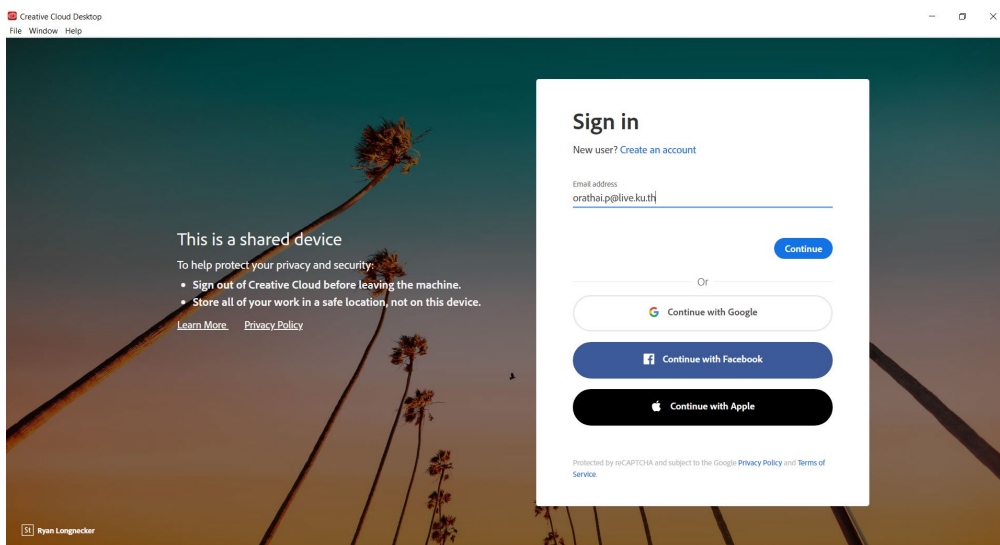 Creative Cloud Desktop
File Window Help
This is a shared device
To help protect your privacy and security:
• Sign out of Creative Cloud before leaving the machine.
• Store all of your work in a safe location, not on this device.
Learn More Privacy Policy
St Ryan Longnecker
Sign in
New user? Create an account
Email address
orathai.p@live.ku.th
Continue
Or
Continue with Google
Continue with Facebook
Continue with Apple
Protected by reCAPTCHA and subject to the Google Privacy Policy and Terms of
Service.